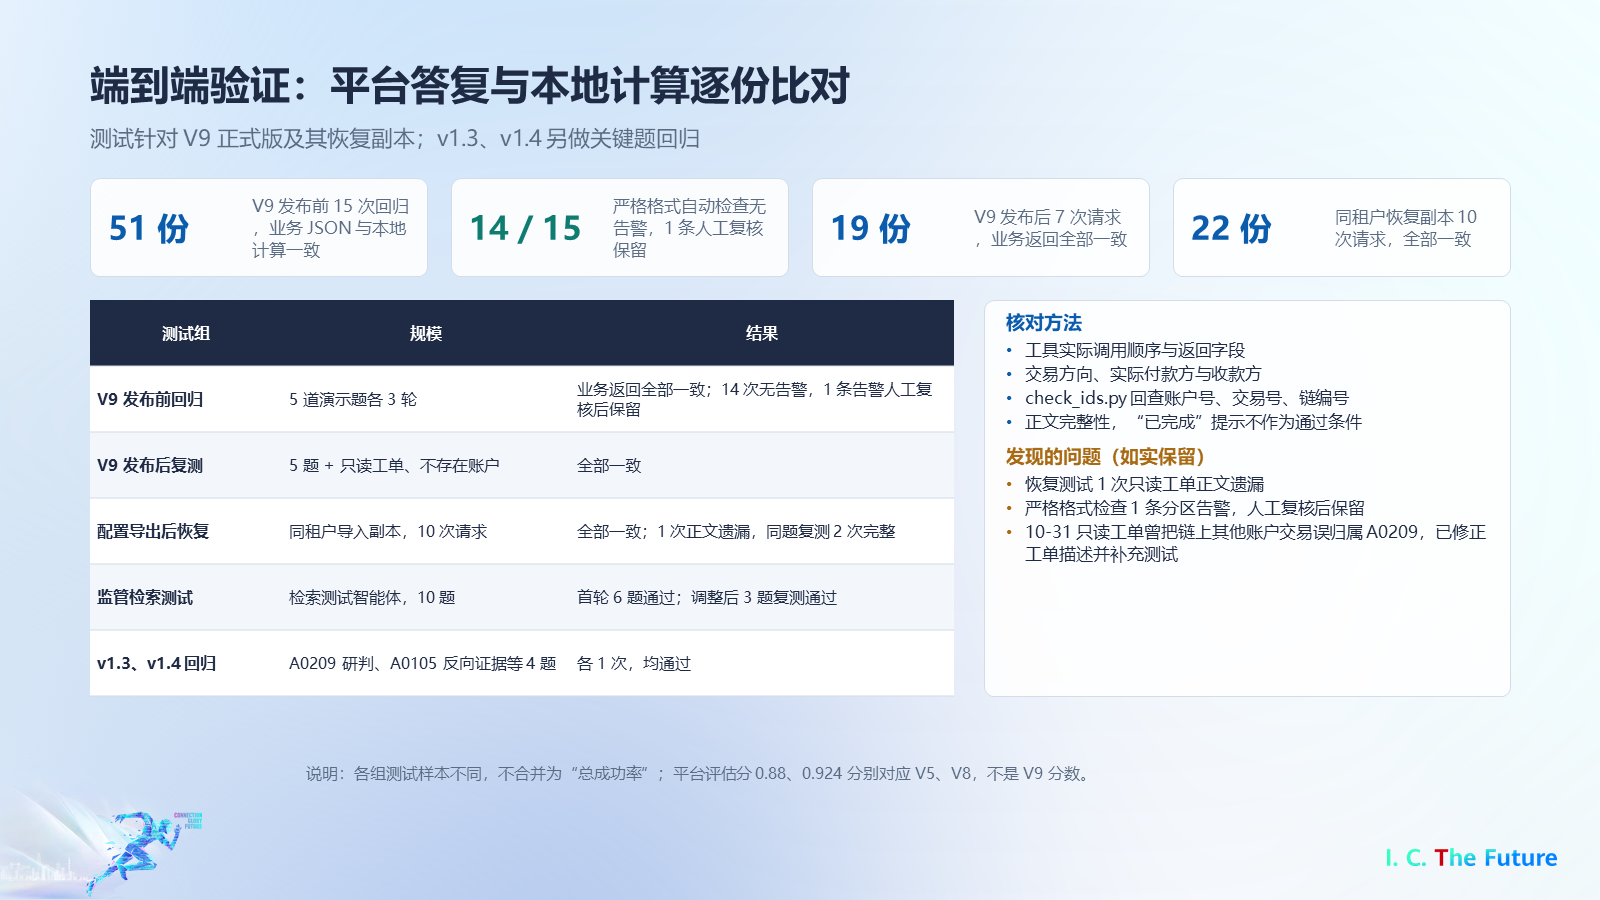 端到端验证：平台答复与本地计算逐份比对
测试针对 V9 正式版及其恢复副本；v1.3、v1.4 另做关键题回归
51 份
V9 发布前 15 次回归
，业务 JSON 与本地
计算一致
14 / 15
严格格式自动检查无
告警，1 条人工复核
保留
19 份
V9 发布后 7 次请求
，业务返回全部一致
22 份
同租户恢复副本 10
次请求，全部一致
测试组 规模 结果
V9 发布前回归 5 道演示题各 3 轮 业务返回全部一致；14 次无告警，1 条告警人工复
核后保留
V9 发布后复测 5 题 + 只读工单、不存在账户 全部一致
配置导出后恢复 同租户导入副本，10 次请求 全部一致；1 次正文遗漏，同题复测 2 次完整
监管检索测试 检索测试智能体，10 题 首轮 6 题通过；调整后 3 题复测通过
v1.3、v1.4 回归 A0209 研判、A0105 反向证据等 4 题 各 1 次，均通过
核对方法
• 工具实际调用顺序与返回字段
• 交易方向、实际付款方与收款方
• check_ids.py 回查账户号、交易号、链编号
• 正文完整性，“已完成”提示不作为通过条件
发现的问题（如实保留）
• 恢复测试 1 次只读工单正文遗漏
• 严格格式检查 1 条分区告警，人工复核后保留
• 10-31 只读工单曾把链上其他账户交易误归属 A0209，已修正
工单描述并补充测试
说明：各组测试样本不同，不合并为“总成功率”；平台评估分 0.88、0.924 分别对应 V5、V8，不是 V9 分数。
CONNECTION
GLORY
FUTURE
I. C. The Future